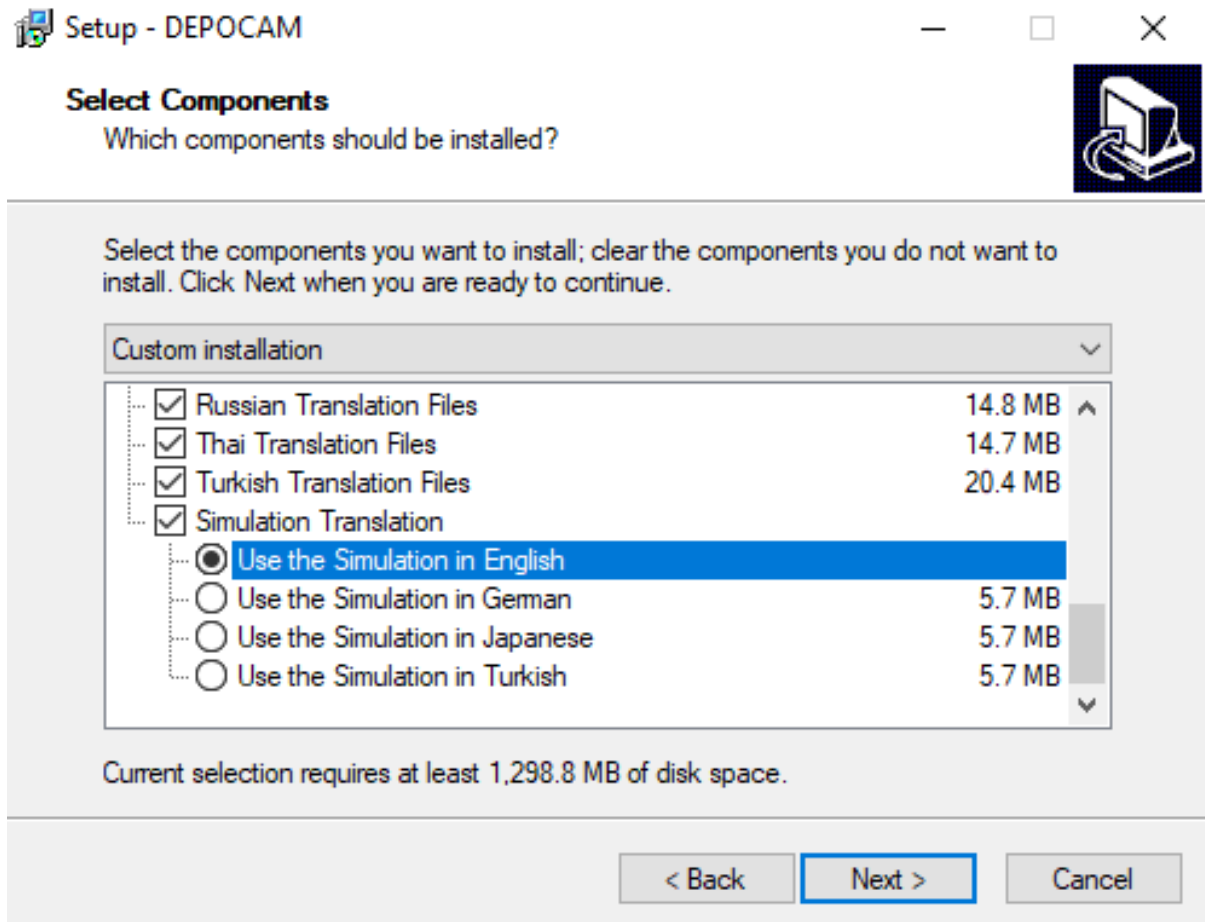 Setup - DEPOCAM
Select Components
Which components should be installed?
Select the components you want to install; clear the components you do not want to
install. Click Next when you are ready to continue.
Custom installation
Russian Translation Files 14.8 MB
Thai Translation Files 14.7 MB
Turkish Translation Files 20.4 MB
Simulation Translation
Use the Simulation in English
Use the Simulation in German 5.7 MB
Use the Simulation in Japanese 5.7 MB
Use the Simulation in Turkish 5.7 MB
Current selection requires at least 1,298.8 MB of disk space.
< Back Next > Cancel